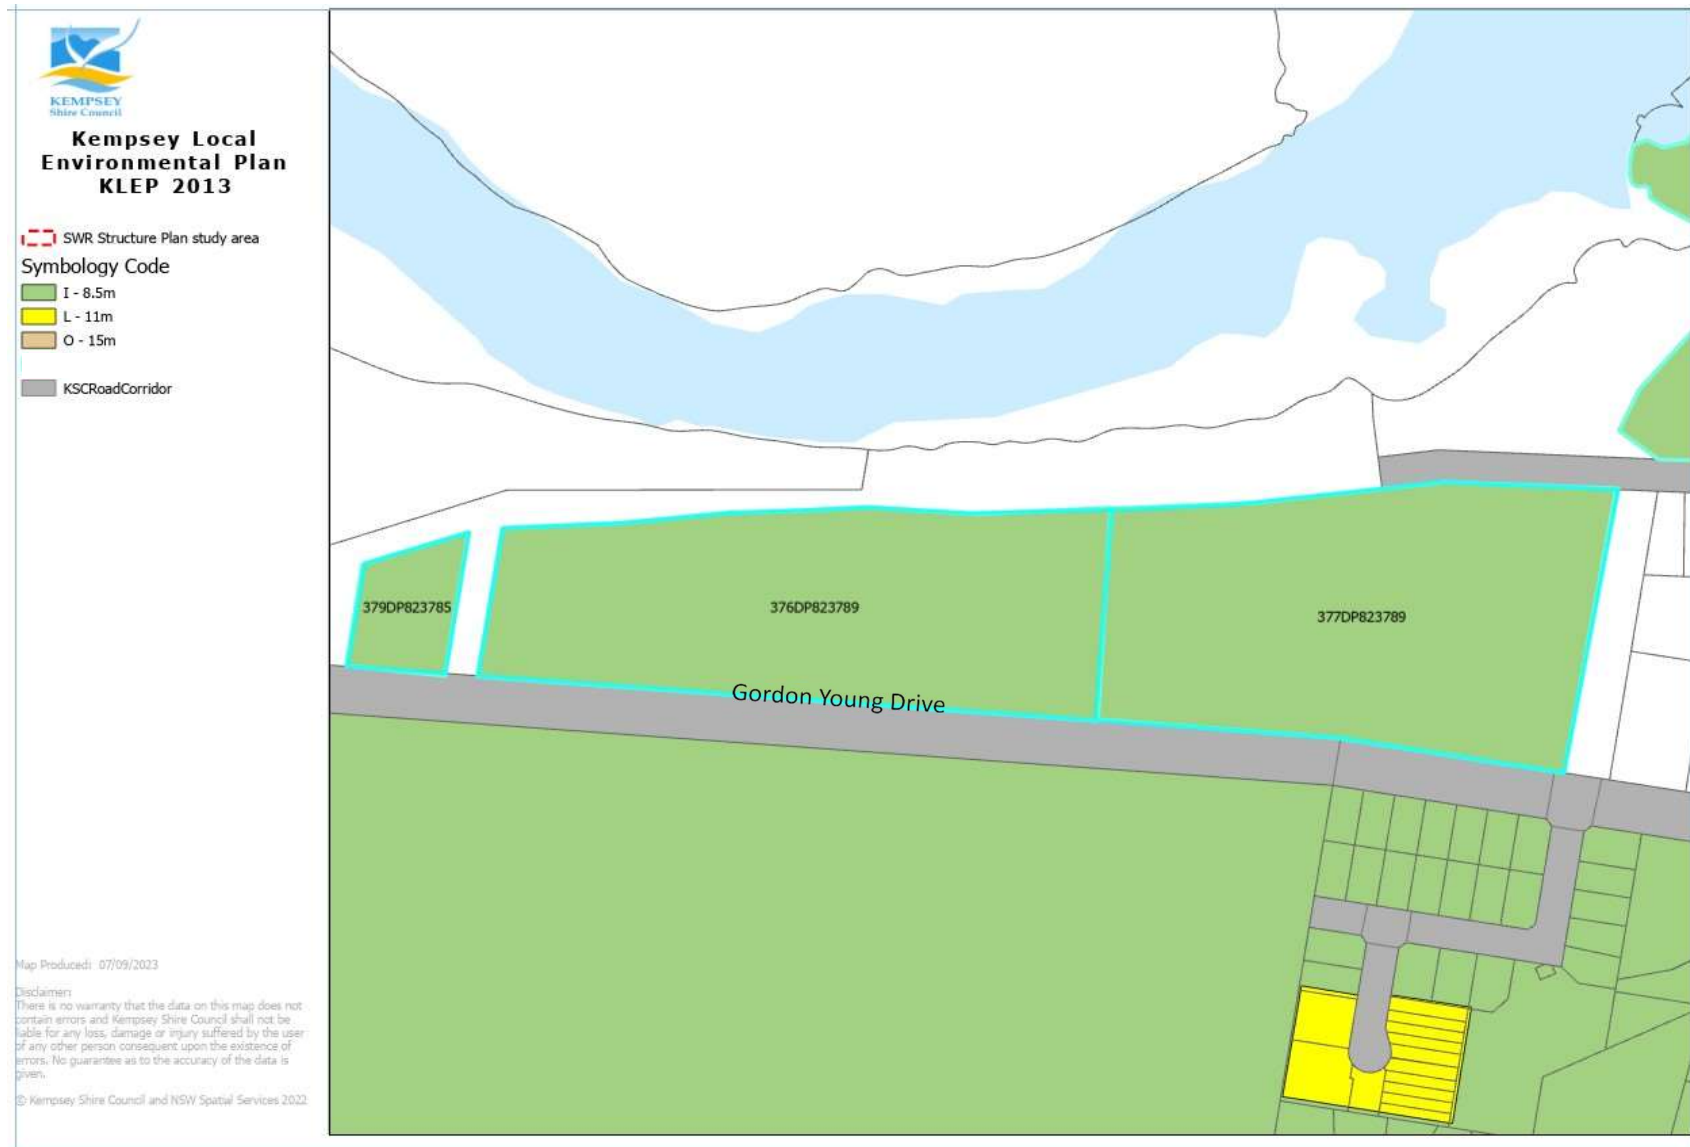 KEMPSEY
Shire Council
Kempsey Local
Environmental Plan
KLEP 2013
SWR Structure Plan study area
Symbology Code
I - 8.5m
L - 11m
O - 15m
KSCRoadCorridor
379DP823785
376DP823789
377DP823789
Gordon Young Drive
Map Produced: 07/09/2023
Disclaimer:
There is no warranty that the data on this map does not
contain errors and Kempsey Shire Council shall not be
liable for any loss, damage or injury suffered by the user
of any other person consequent upon the existence of
errors. No guarantee as to the accuracy of the data is
given.
© Kempsey Shire Council and NSW Spatial Services 2022